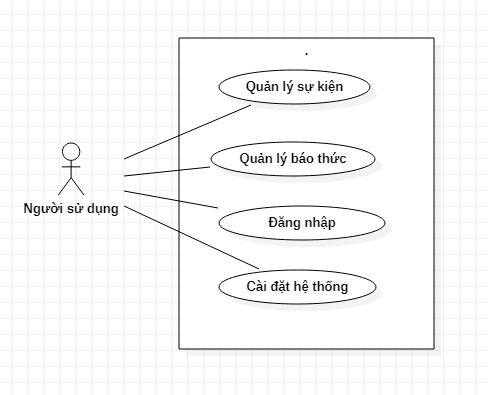 .
Quản lý sự kiện
Quản lý báo thức
Người sử dụng
Đăng nhập
Cài đặt hệ thống